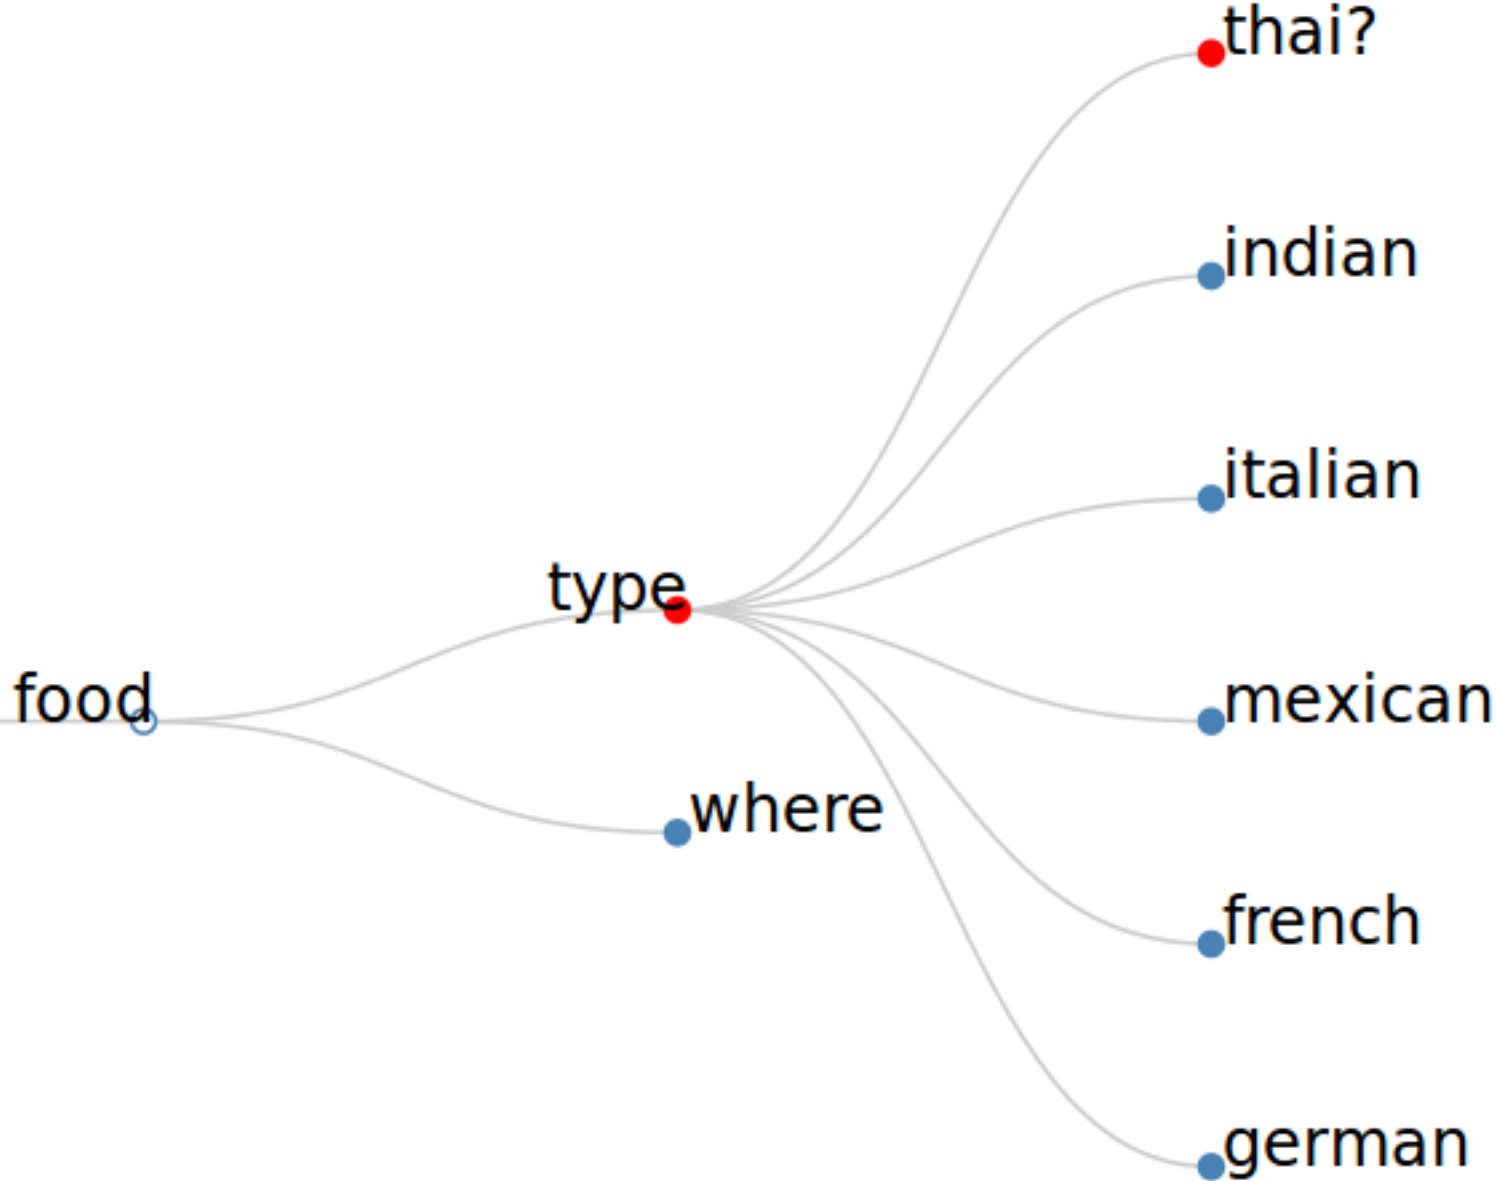 thai?
indian
italian
type
food
mexican
where
french
german